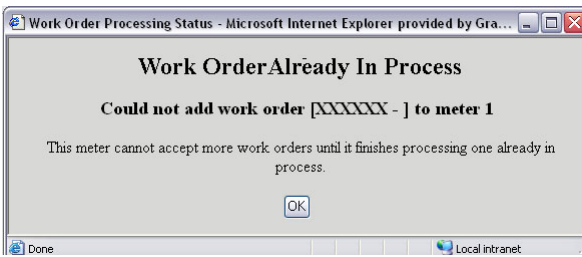 Work Order Processing Status - Microsoft Internet Explorer provided by Gra...
Work OrderAlready In Process
Could not add work order [XXXXXX - ] to meter 1
This meter cannot accept more work orders until it finishes processing one already in
process.
OK
Done
Local intranet